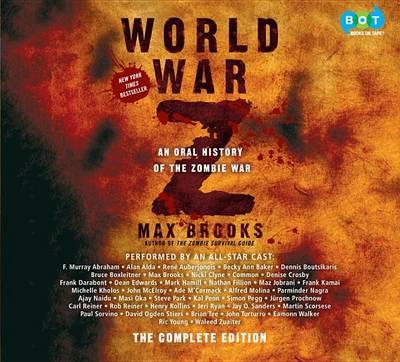 BOT
BOOKS ON TAPE®
WORLD
WAR
NEW YORK
TIMES
BESTSELLER
Z
AN ORAL HISTORY
OF THE ZOMBIE WAR
MAX BROOKS
AUTHOR OF THE ZOMBIE SURVIVAL GUIDE
PERFORMED BY AN ALL-STAR CAST:
F. Murray Abraham • Alan Alda • René Auberjonois • Becky Ann Baker • Dennis Boutsikaris
Bruce Boxleitner • Max Brooks • Nicki Clyne • Common • Denise Crosby
Frank Darabont • Dean Edwards • Mark Hamill • Nathan Fillion • Maz Jobrani • Frank Kamai
Michelle Kholos • John McElroy • Ade M'Cormack • Alfred Molina • Parminder Nagra
Ajay Naidu • Masi Oka • Steve Park • Kal Penn • Simon Pegg • Jürgen Prochnow
Carl Reiner • Rob Reiner • Henry Rollins • Jeri Ryan • Jay O. Sanders • Martin Scorsese
Paul Sorvino • David Ogden Stiers • Brian Tee • John Turturro • Eamonn Walker
Ric Young • Waleed Zuaiter
THE COMPLETE EDITION